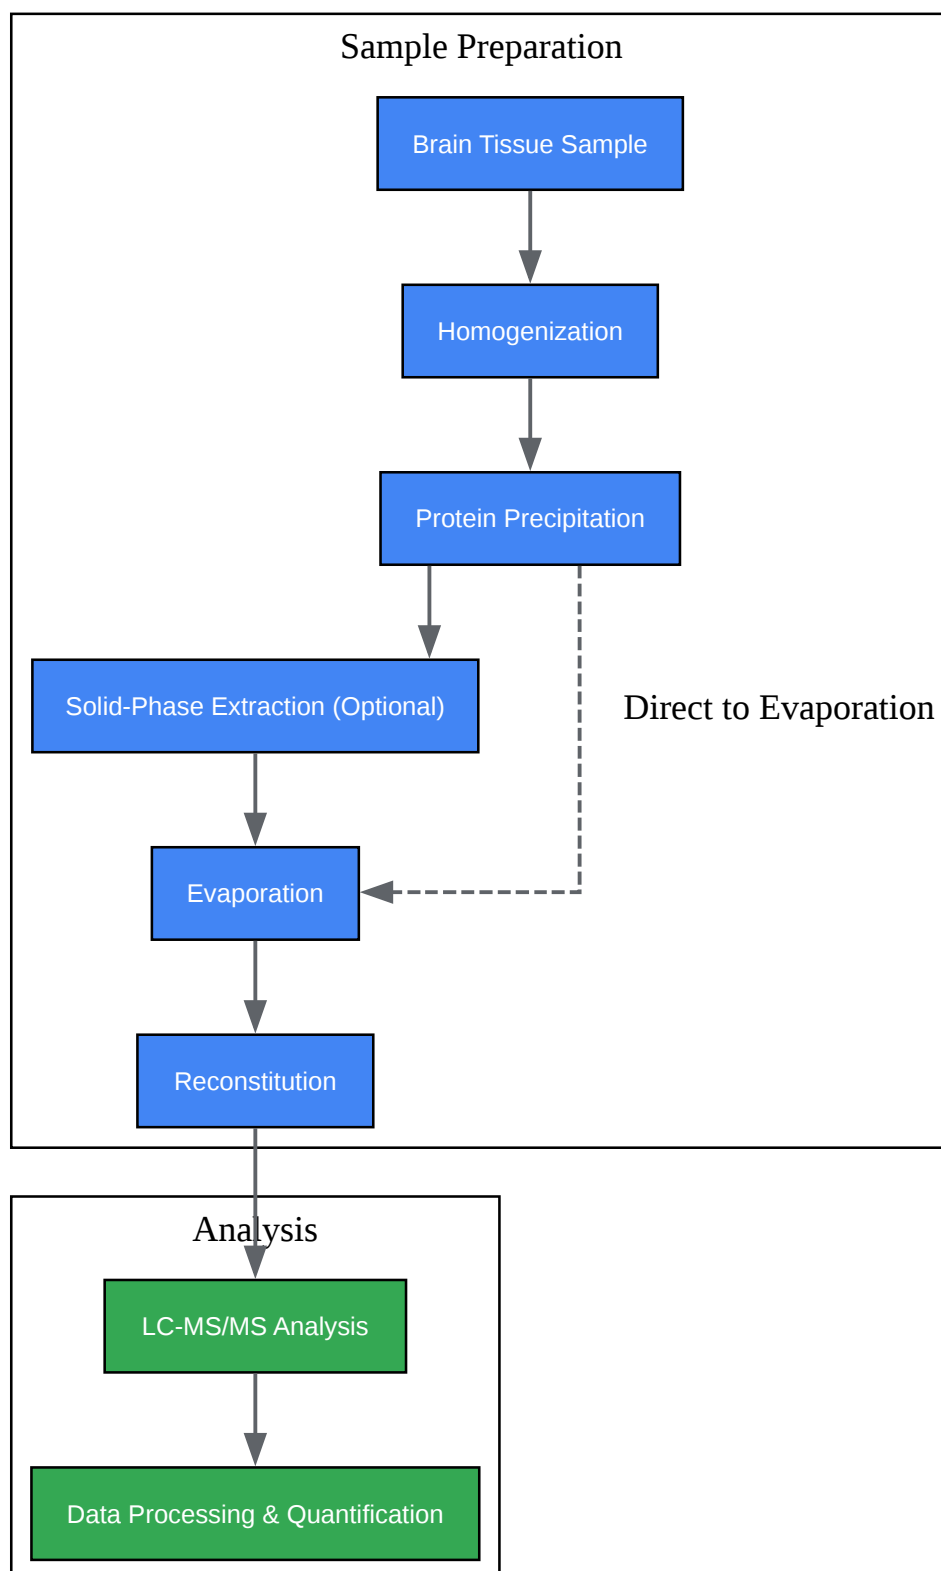 Sample Preparation
Brain Tissue Sample
Homogenization
Protein Precipitation
Solid-Phase Extraction (Optional)
Direct to Evaporation
Evaporation
Reconstitution
Analysis
LC-MS/MS Analysis
Data Processing & Quantification